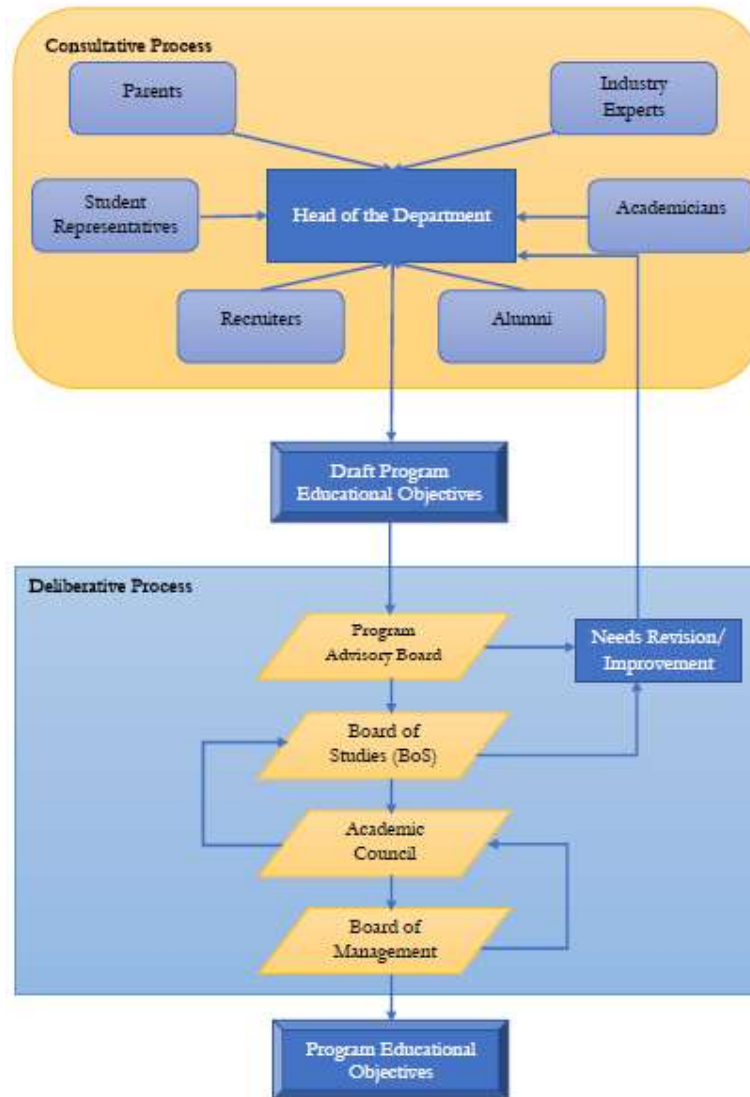 Consultative Process
Parents
Industry
Experts
Student
Representatives
Head of the Department
Academicians
Recruiters
Alumni
Draft Program
Educational Objectives
Deliberative Process
Program
Advisory Board
Needs Revision/
Improvement
Board of
Studies (BoS)
Academic
Council
Board of
Management
Program Educational
Objectives